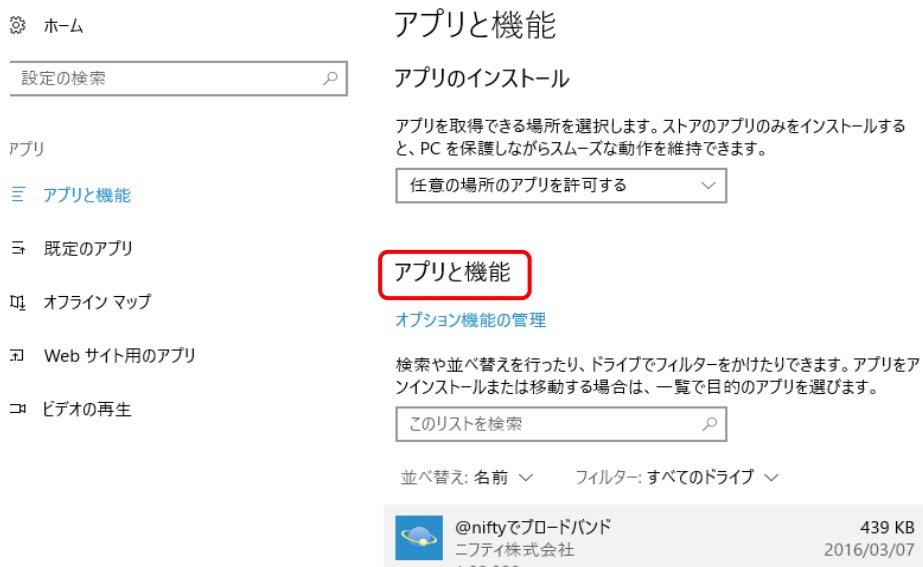 ホーム
設定の検索
アプリ
アプリと機能
既定のアプリ
オフライン マップ
Web サイト用のアプリ
ビデオの再生
アプリと機能
アプリのインストール
アプリを取得できる場所を選択します。ストアのアプリのみをインストールする
と、PC を保護しながらスムーズな動作を維持できます。
任意の場所のアプリを許可する
アプリと機能
オプション機能の管理
検索や並べ替えを行ったり、ドライブでフィルターをかけたりできます。アプリをア
ンインストールまたは移動する場合は、一覧で目的のアプリを選びます。
このリストを検索
並べ替え: 名前 フィルター: すべてのドライブ
@niftyでブロードバンド 439 KB
ニフティ株式会社 2016/03/07